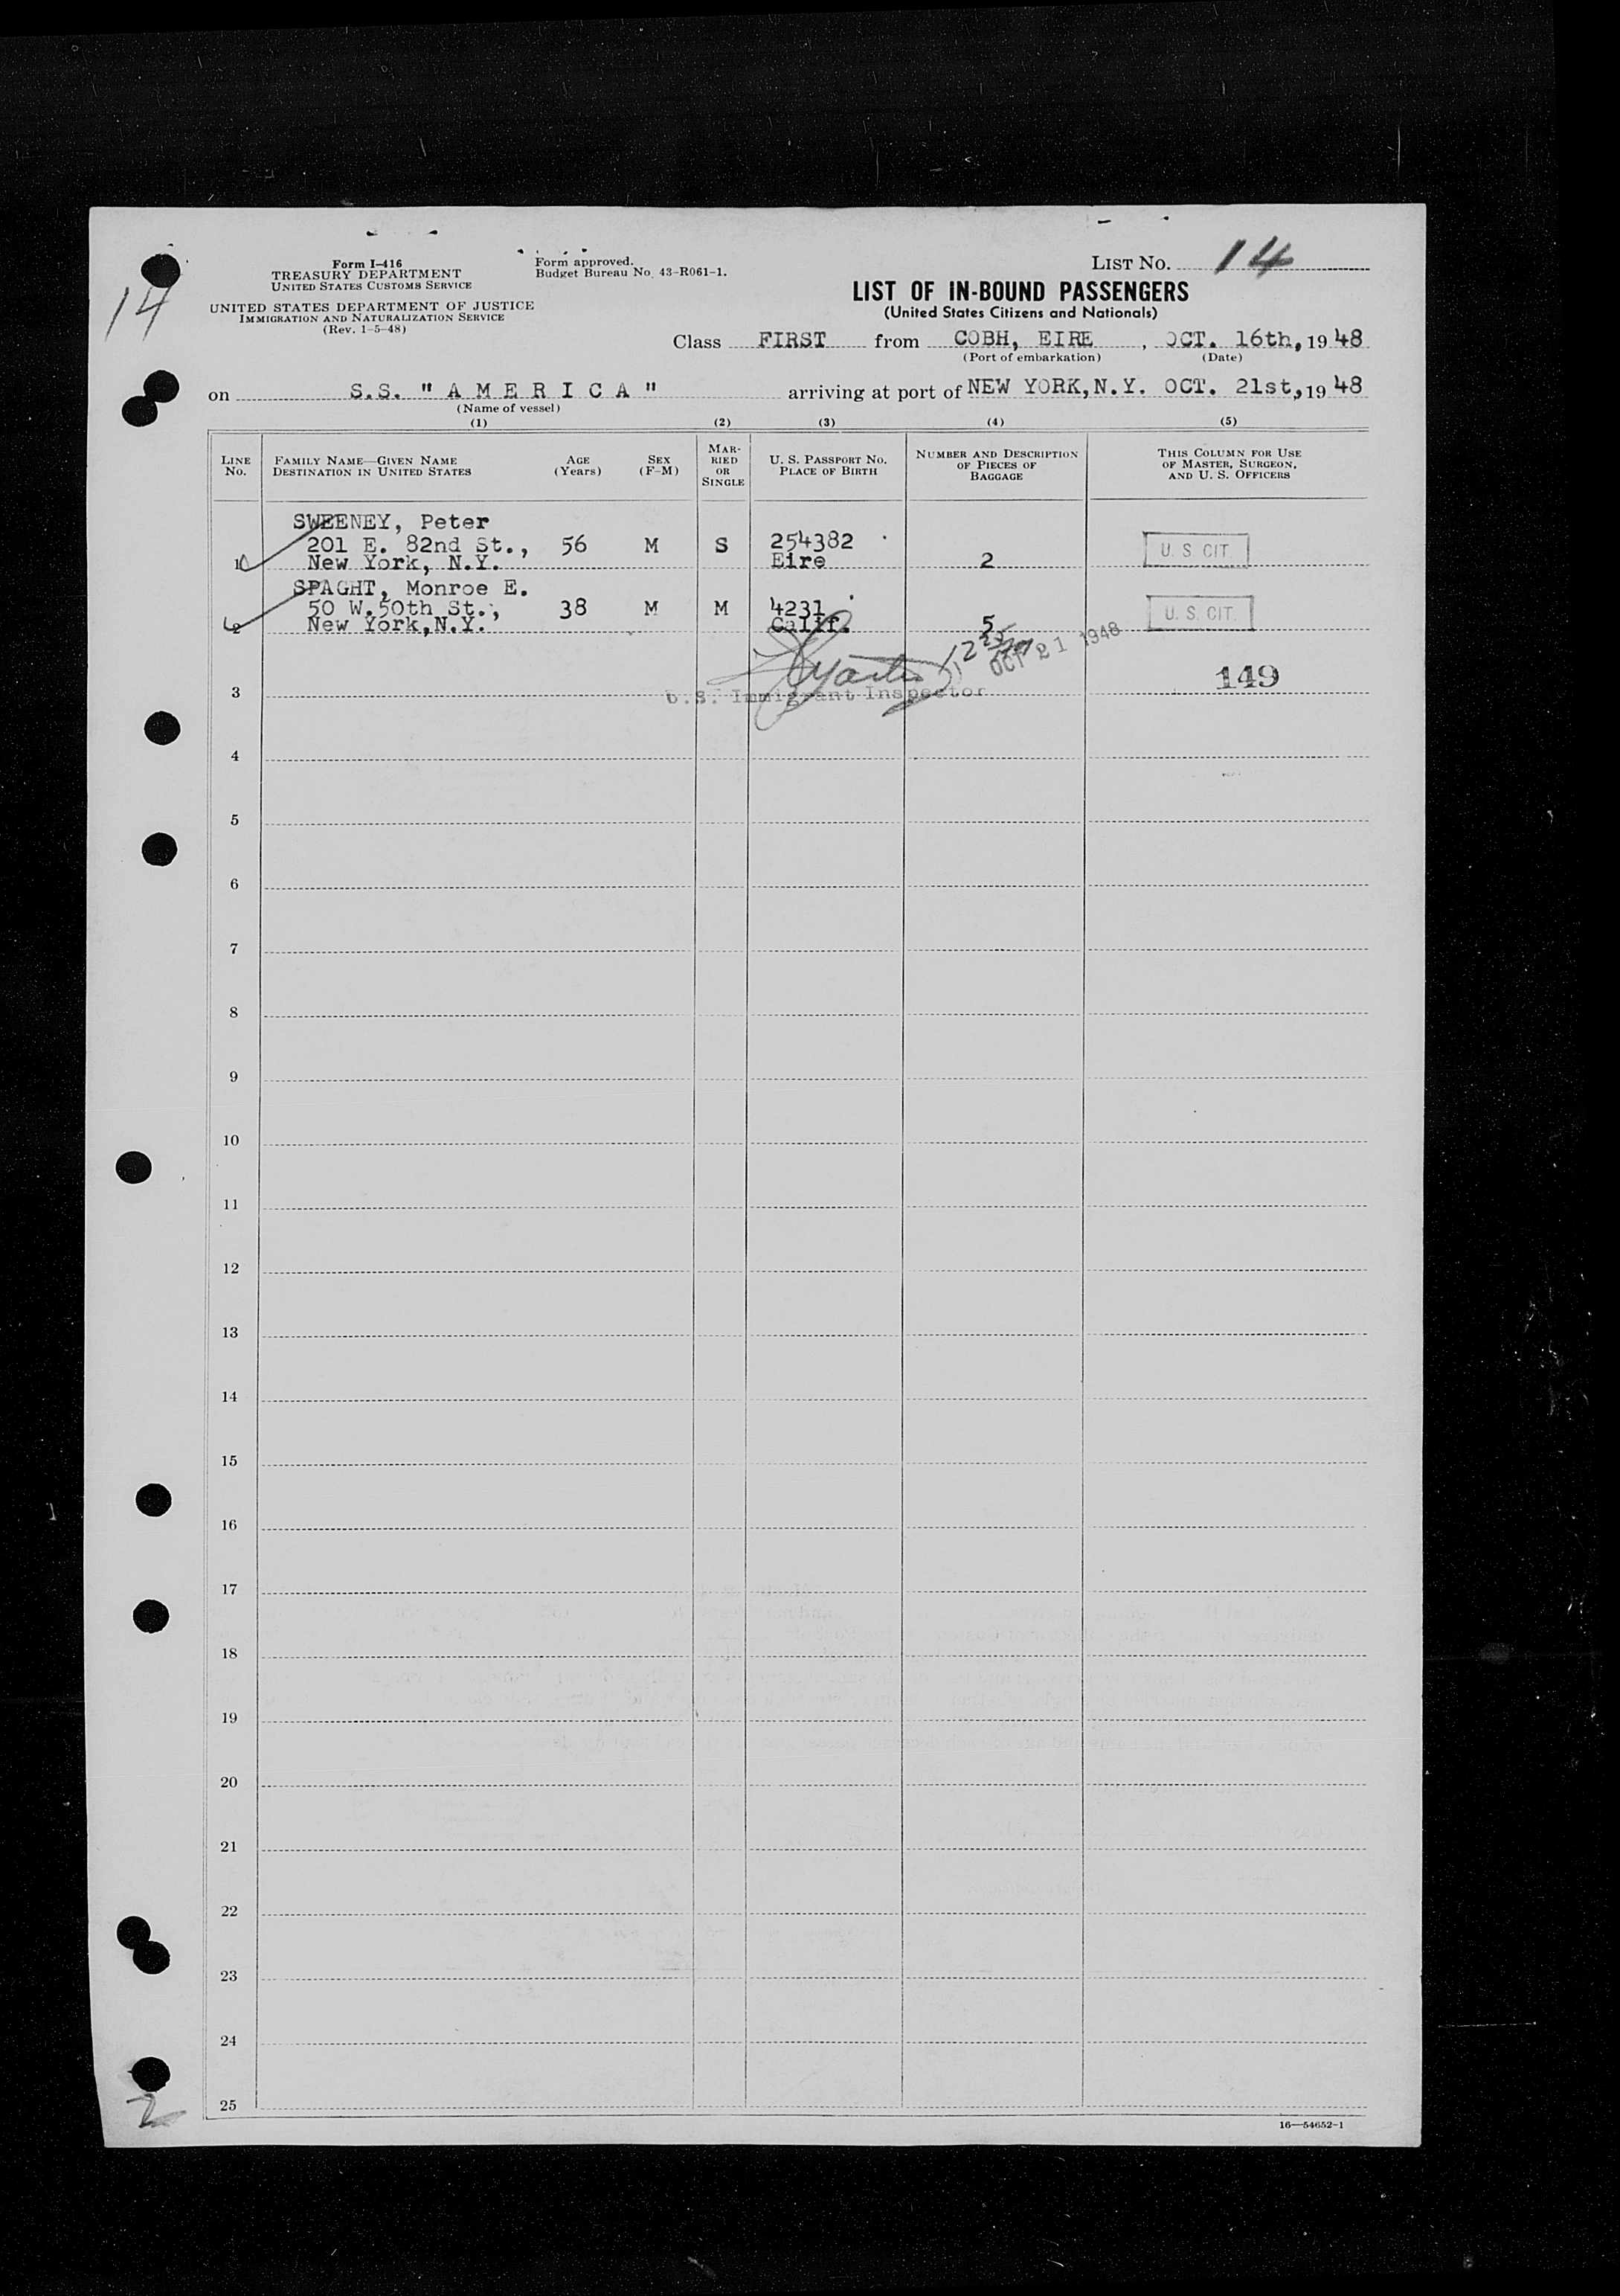 Form I-416
TREASURY DEPARTMENT
UNITED STATES CUSTOMS SERVICE
UNITED STATES DEPARTMENT OF JUSTICE
IMMIGRATION AND NATURALIZATION SERVICE
(Rev. 1-5-48)
Form approved.
Budget Bureau No. 43-R061-1.
14
LIST NO. 14
LIST OF IN-BOUND PASSENGERS
(United States Citizens and Nationals)
Class FIRST from COBH, EIRE, OCT. 16th, 1948
(Port of embarkation) (Date)
on S.S. "AMERICA" arriving at port of NEW YORK, N.Y. OCT. 21st, 1948
(Name of vessel)
(1) (2) (3) (4) (5)
LINE NO.
FAMILY NAME—GIVEN NAME
DESTINATION IN UNITED STATES
AGE
(Years)
SEX
(F-M)
MARRIED OR SINGLE
U. S. PASSPORT NO.
PLACE OF BIRTH
NUMBER AND DESCRIPTION
OF PIECES OF
BAGGAGE
THIS COLUMN FOR USE
OF MASTER, SURGEON,
AND U. S. OFFICERS
SWEENEY, Peter
201 E. 82nd St., 56 M S 254382
1 New York, N.Y. Eire 2 U. S. CIT.
SPAGHT, Monroe E.
50 W. 50th St., 38 M M 4231
2 New York, N.Y. Calif. 5 U. S. CIT.
OCT 21 1948
149
3 U.S. Immigrant Inspector
4
5
6
7
8
9
10
11
12
13
14
15
16
17
18
19
20
21
22
23
24
25
2
16—54652-1